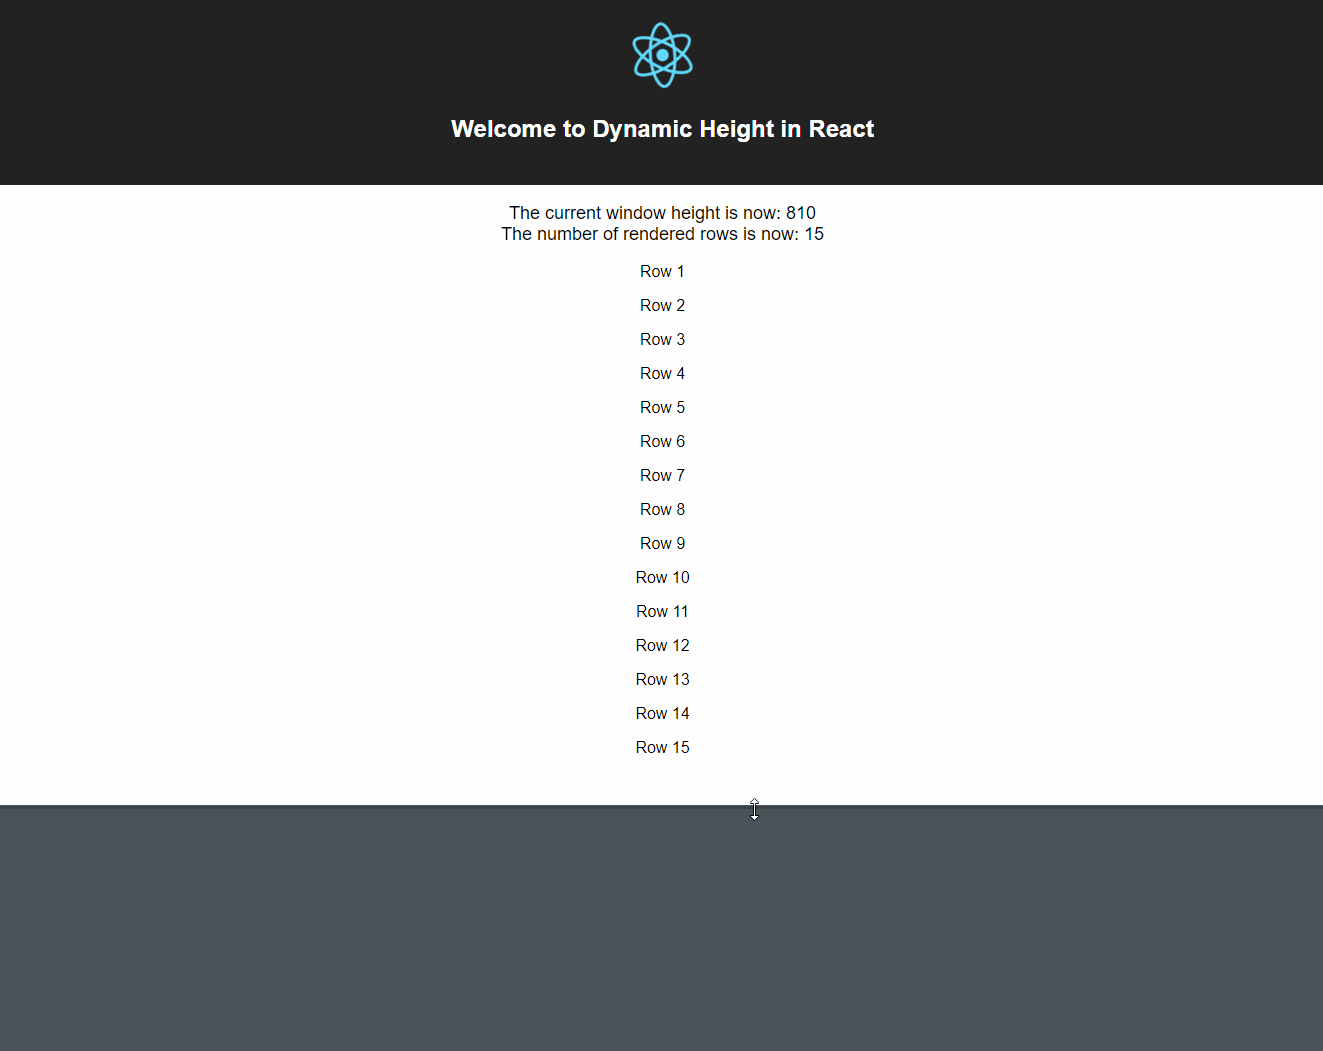 Welcome to Dynamic Height in React
The current window height is now: 810
The number of rendered rows is now: 15
Row 1
Row 2
Row 3
Row 4
Row 5
Row 6
Row 7
Row 8
Row 9
Row 10
Row 11
Row 12
Row 13
Row 14
Row 15